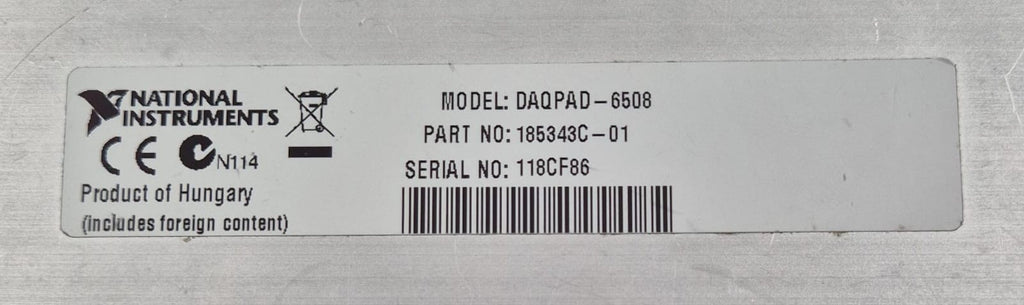 NATIONAL
INSTRUMENTS
CE N114
Product of Hungary
(includes foreign content)
MODEL: DAQPAD-6508
PART NO: 185343C-01
SERIAL NO: 118CF86